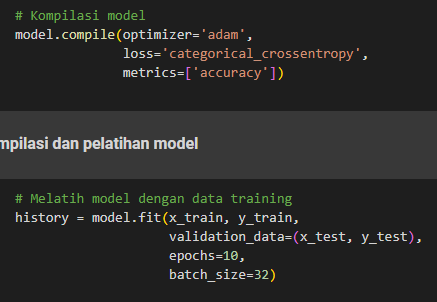 # Kompilasi model
model.compile(optimizer='adam',
loss='categorical_crossentropy',
metrics=['accuracy'])
mpilasi dan pelatihan model
# Melatih model dengan data training
history = model.fit(x_train, y_train,
validation_data=(x_test, y_test),
epochs=10,
batch_size=32)